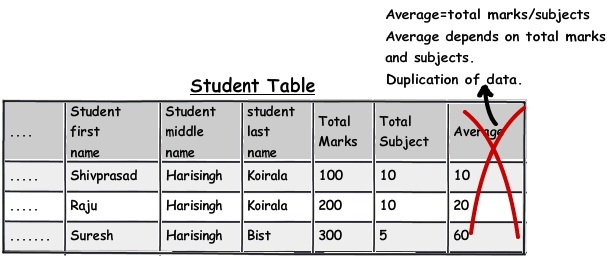 Average=total marks/subjects
Average depends on total marks
and subjects.
Duplication of data.
Student Table
.... Student first name Student middle name student last name Total Marks Total Subject Average
..... Shivprasad Harisingh Koirala 100 10 10
..... Raju Harisingh Koirala 200 10 20
....... Suresh Harisingh Bist 300 5 60